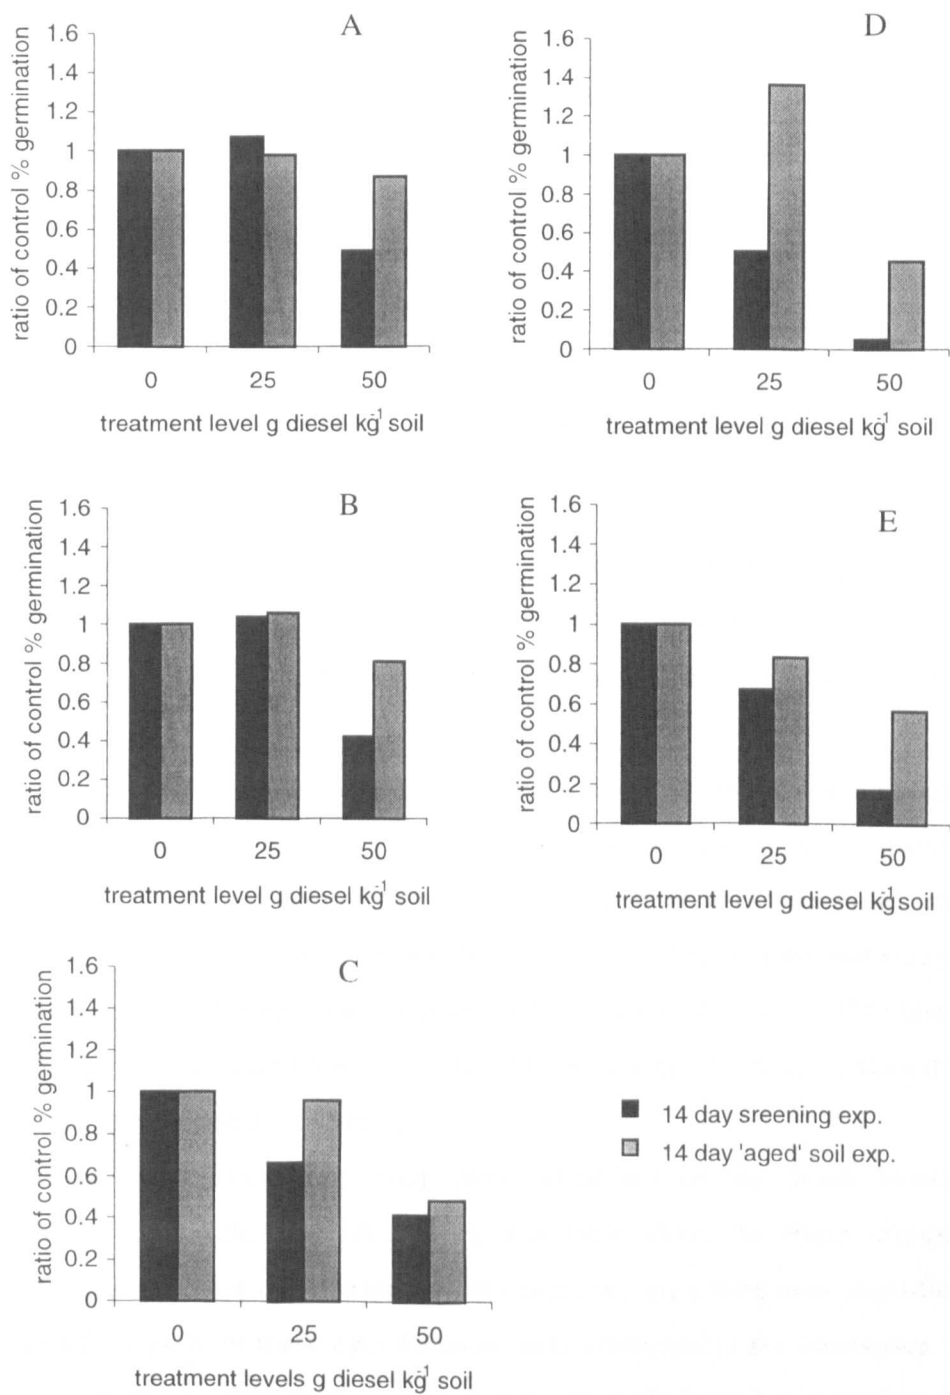 A
ratio of control % germination
1.6
1.4
1.2
1
0.8
0.6
0.4
0.2
0
0 25 50
treatment level g diesel kg-1 soil
D
ratio of control % germination
1.6
1.4
1.2
1
0.8
0.6
0.4
0.2
0
0 25 50
treatment level g diesel kg-1 soil
B
ratio of control % germination
1.6
1.4
1.2
1
0.8
0.6
0.4
0.2
0
0 25 50
treatment level g diesel kg-1 soil
E
ratio of control % germination
1.6
1.4
1.2
1
0.8
0.6
0.4
0.2
0
0 25 50
treatment level g diesel kg-1 soil
C
ratio of control % germination
1.6
1.4
1.2
1
0.8
0.6
0.4
0.2
0
0 25 50
treatment levels g diesel kg-1 soil
14 day sreening exp.
14 day 'aged' soil exp.